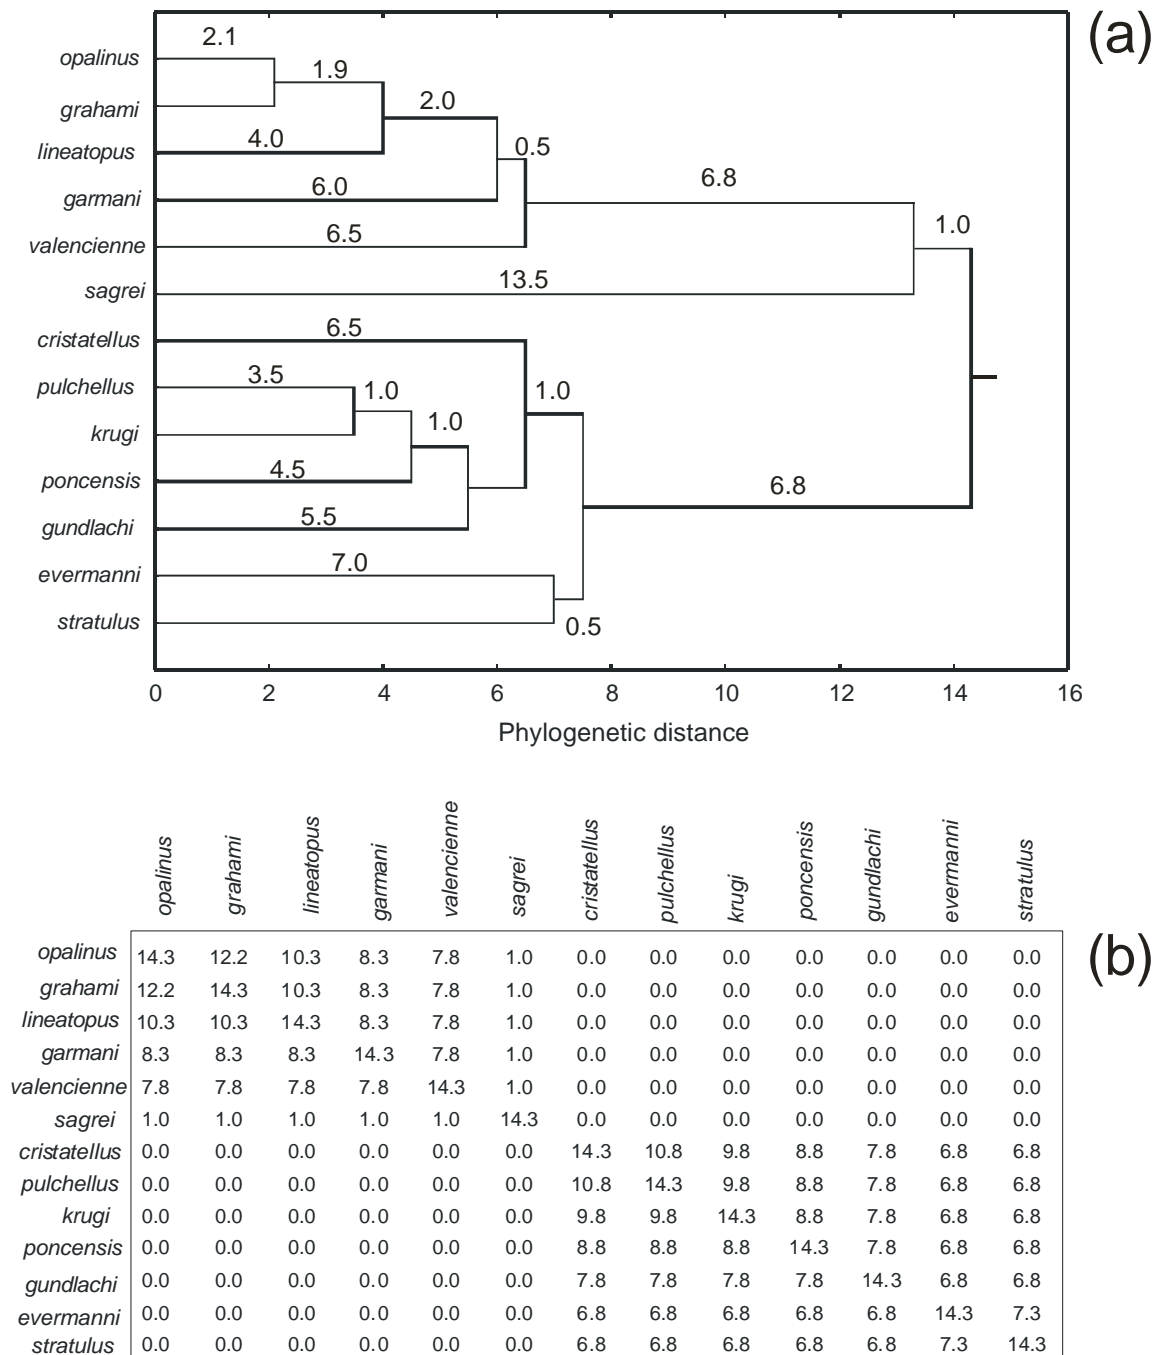 (a)
2.1
opalinus
1.9
2.0
grahami
4.0
0.5
lineatopus
6.8
6.0
garmani
6.5
1.0
valencienne
13.5
sagrei
6.5
cristatellus
3.5
1.0
1.0
pulchellus
1.0
krugi
4.5
poncensis
6.8
5.5
gundlachi
7.0
evermanni
stratulus
0.5
0 2 4 6 8 10 12 14 16
Phylogenetic distance
opalinus grahami lineatopus garmani valencienne sagrei cristatellus pulchellus krugi poncensis gundlachi evermanni stratulus
(b)
opalinus 14.3 12.2 10.3 8.3 7.8 1.0 0.0 0.0 0.0 0.0 0.0 0.0 0.0
grahami 12.2 14.3 10.3 8.3 7.8 1.0 0.0 0.0 0.0 0.0 0.0 0.0 0.0
lineatopus 10.3 10.3 14.3 8.3 7.8 1.0 0.0 0.0 0.0 0.0 0.0 0.0 0.0
garmani 8.3 8.3 8.3 14.3 7.8 1.0 0.0 0.0 0.0 0.0 0.0 0.0 0.0
valencienne 7.8 7.8 7.8 7.8 14.3 1.0 0.0 0.0 0.0 0.0 0.0 0.0 0.0
sagrei 1.0 1.0 1.0 1.0 1.0 14.3 0.0 0.0 0.0 0.0 0.0 0.0 0.0
cristatellus 0.0 0.0 0.0 0.0 0.0 0.0 14.3 10.8 9.8 8.8 7.8 6.8 6.8
pulchellus 0.0 0.0 0.0 0.0 0.0 0.0 10.8 14.3 9.8 8.8 7.8 6.8 6.8
krugi 0.0 0.0 0.0 0.0 0.0 0.0 9.8 9.8 14.3 8.8 7.8 6.8 6.8
poncensis 0.0 0.0 0.0 0.0 0.0 0.0 8.8 8.8 8.8 14.3 7.8 6.8 6.8
gundlachi 0.0 0.0 0.0 0.0 0.0 0.0 7.8 7.8 7.8 7.8 14.3 6.8 6.8
evermanni 0.0 0.0 0.0 0.0 0.0 0.0 6.8 6.8 6.8 6.8 6.8 14.3 7.3
stratulus 0.0 0.0 0.0 0.0 0.0 0.0 6.8 6.8 6.8 6.8 6.8 7.3 14.3